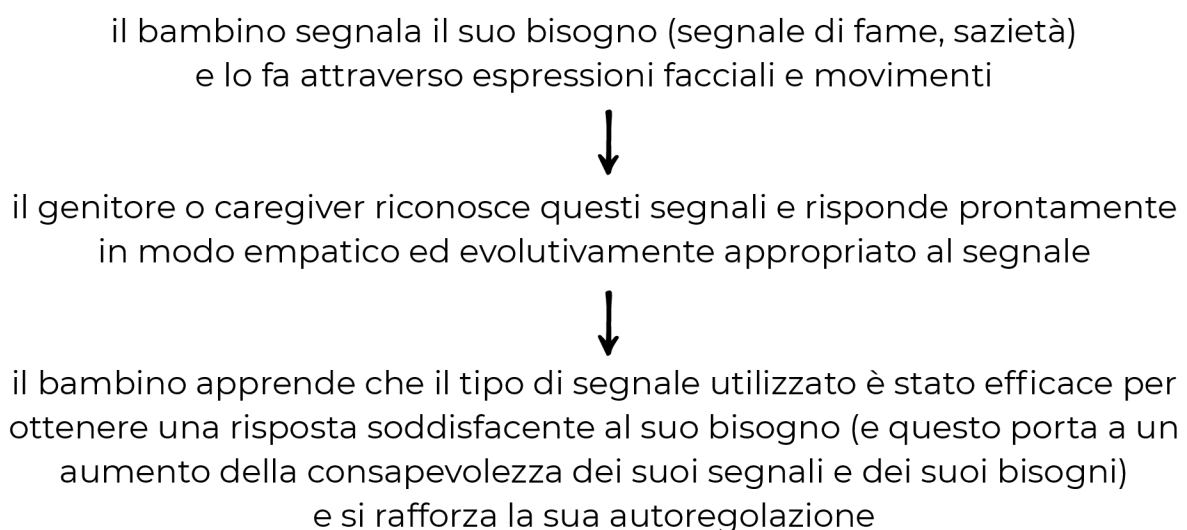 il bambino segnala il suo bisogno (segnale di fame, sazietà)
e lo fa attraverso espressioni facciali e movimenti
il genitore o caregiver riconosce questi segnali e risponde prontamente
in modo empatico ed evolutivamente appropriato al segnale
il bambino apprende che il tipo di segnale utilizzato è stato efficace per
ottenere una risposta soddisfacente al suo bisogno (e questo porta a un
aumento della consapevolezza dei suoi segnali e dei suoi bisogni)
e si rafforza la sua autoregolazione